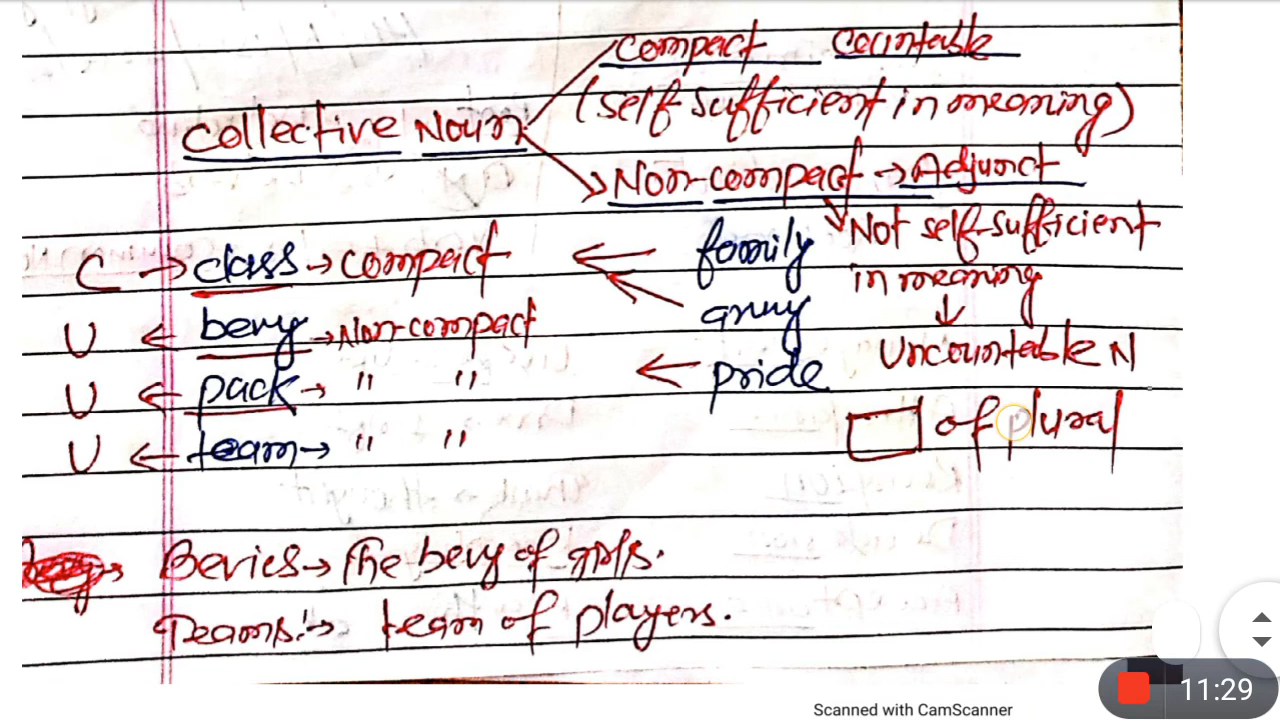 compact countable
(self sufficient in meaning)
Collective Noun
Non-compact → Adjunct
Not self-sufficient
in meaning
↓
Uncountable N
□ of plural
C → class → compact ← family
army
U ← bevy → Non-compact
U ← pack → " " ← pride
U ← team → " "
Bevies → The bevy of girls.
Teams:→ team of players.
11:29
Scanned with CamScanner